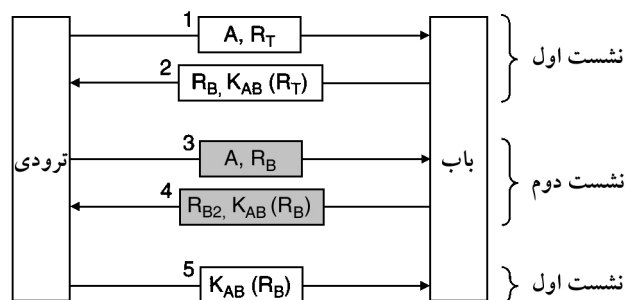 1
A, R_T
2
R_B, K_AB (R_T)
نشست اول
ترودی
باب
3
A, R_B
4
R_B2, K_AB (R_B)
نشست دوم
5
K_AB (R_B)
نشست اول